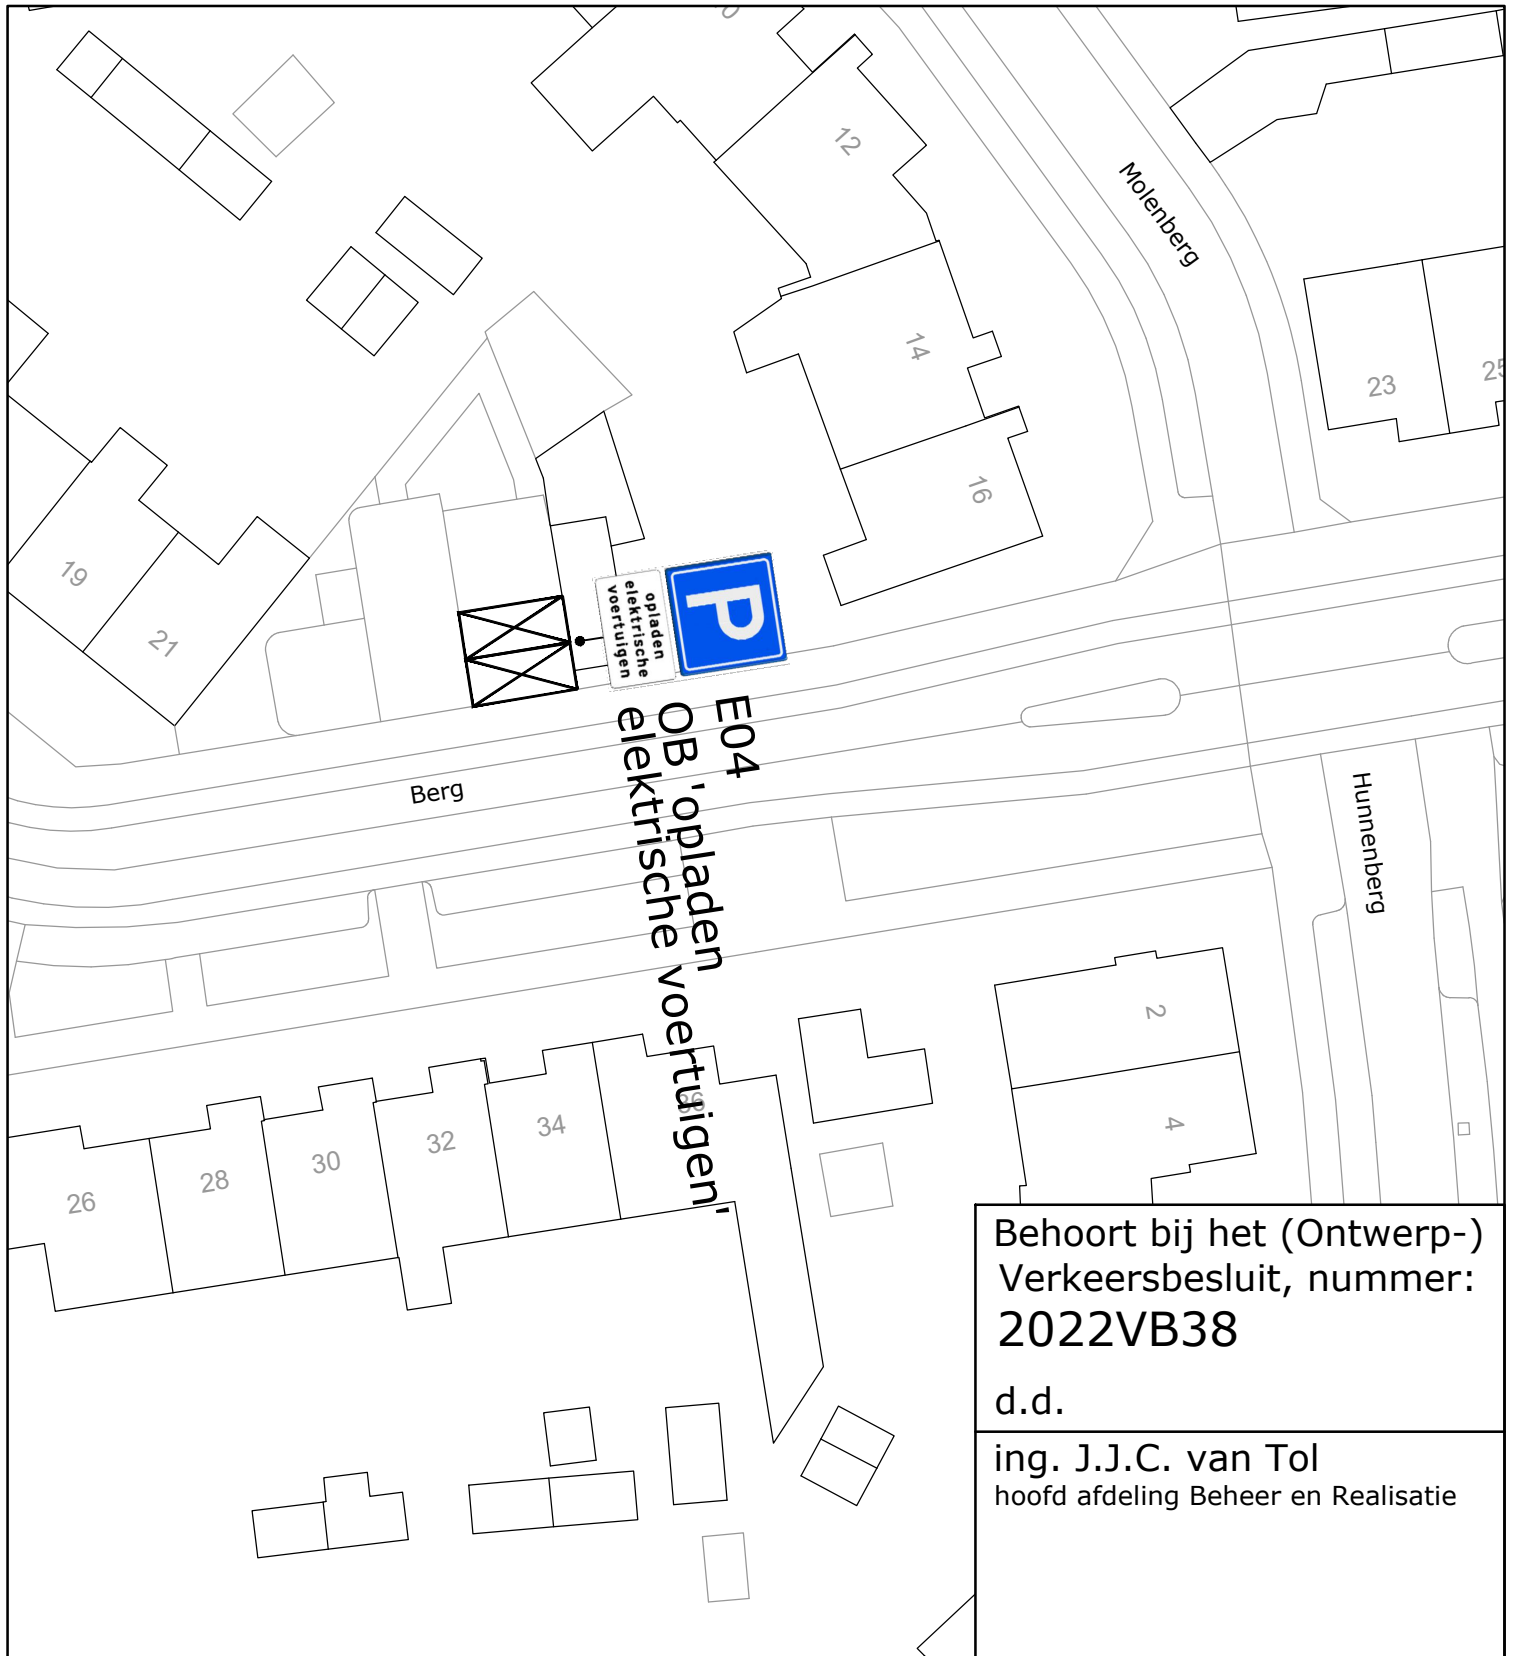 12
Molenberg
14
23
16
19
21
P
opladen
elektrische
voertuigen
E04
OB 'opladen
elektrische voertuigen'
Berg
Hunnenberg
2
4
36
34
32
30
28
26
Behoort bij het (Ontwerp-)
Verkeersbesluit, nummer:
2022VB38
d.d.
ing. J.J.C. van Tol
hoofd afdeling Beheer en Realisatie